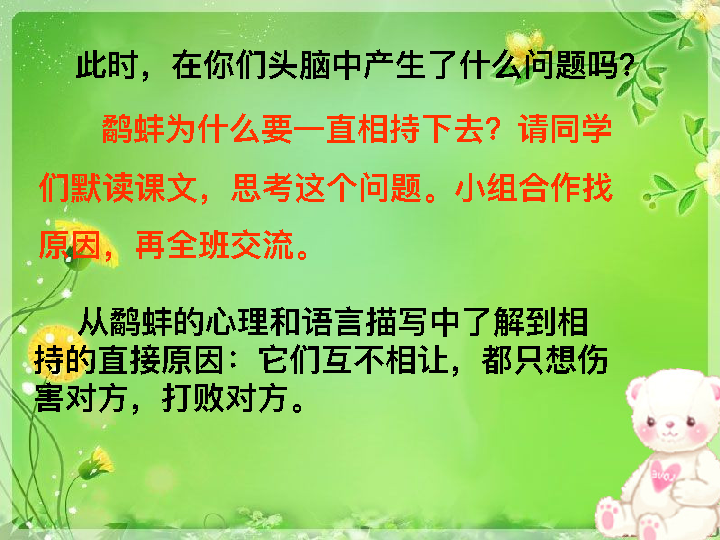 此时，在你们头脑中产生了什么问题吗？
鹬蚌为什么要一直相持下去？请同学
们默读课文，思考这个问题。小组合作找
原因，再全班交流。
从鹬蚌的心理和语言描写中了解到相
持的直接原因：它们互不相让，都只想伤
害对方，打败对方。